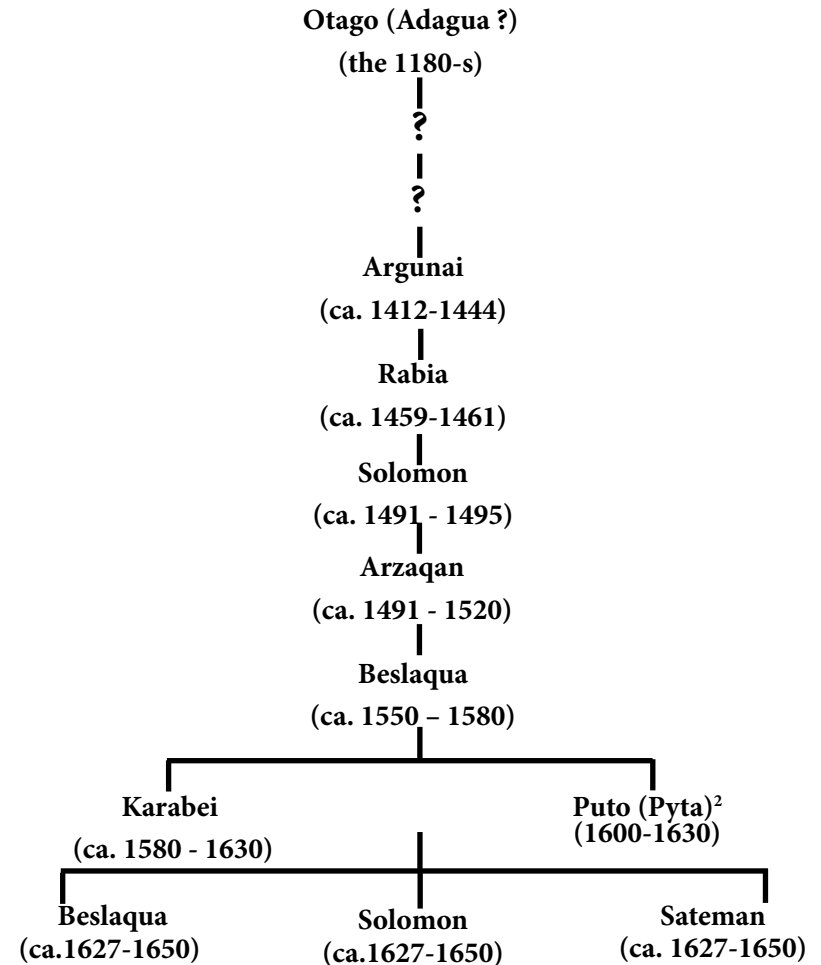 Otago (Adagua ?)
(the 1180-s)
?
?
Argunai
(ca. 1412-1444)
Rabia
(ca. 1459-1461)
Solomon
(ca. 1491 - 1495)
Arzaqan
(ca. 1491 - 1520)
Beslaqua
(ca. 1550 – 1580)
Karabei
(ca. 1580 - 1630)
Puto (Pyta)²
(1600-1630)
Beslaqua
(ca.1627-1650)
Solomon
(ca.1627-1650)
Sateman
(ca. 1627-1650)